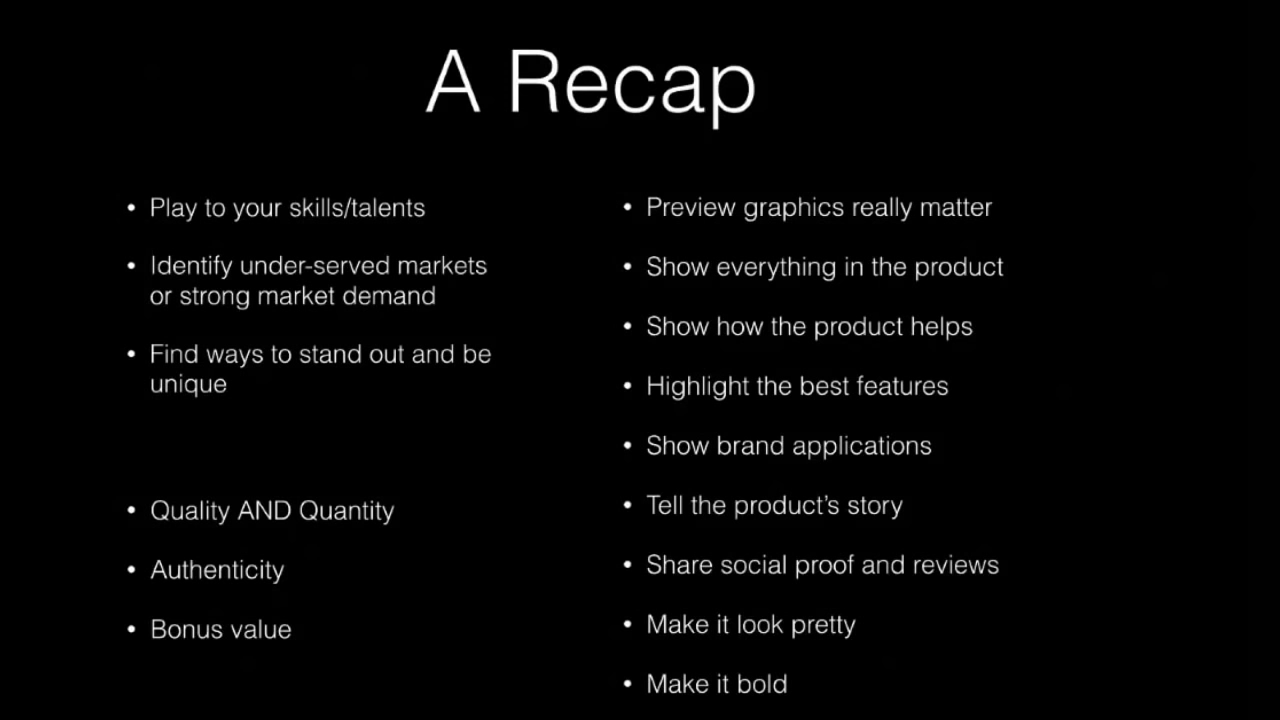 A Recap
• Play to your skills/talents
• Identify under-served markets
or strong market demand
• Find ways to stand out and be
unique
• Quality AND Quantity
• Authenticity
• Bonus value
• Preview graphics really matter
• Show everything in the product
• Show how the product helps
• Highlight the best features
• Show brand applications
• Tell the product’s story
• Share social proof and reviews
• Make it look pretty
• Make it bold